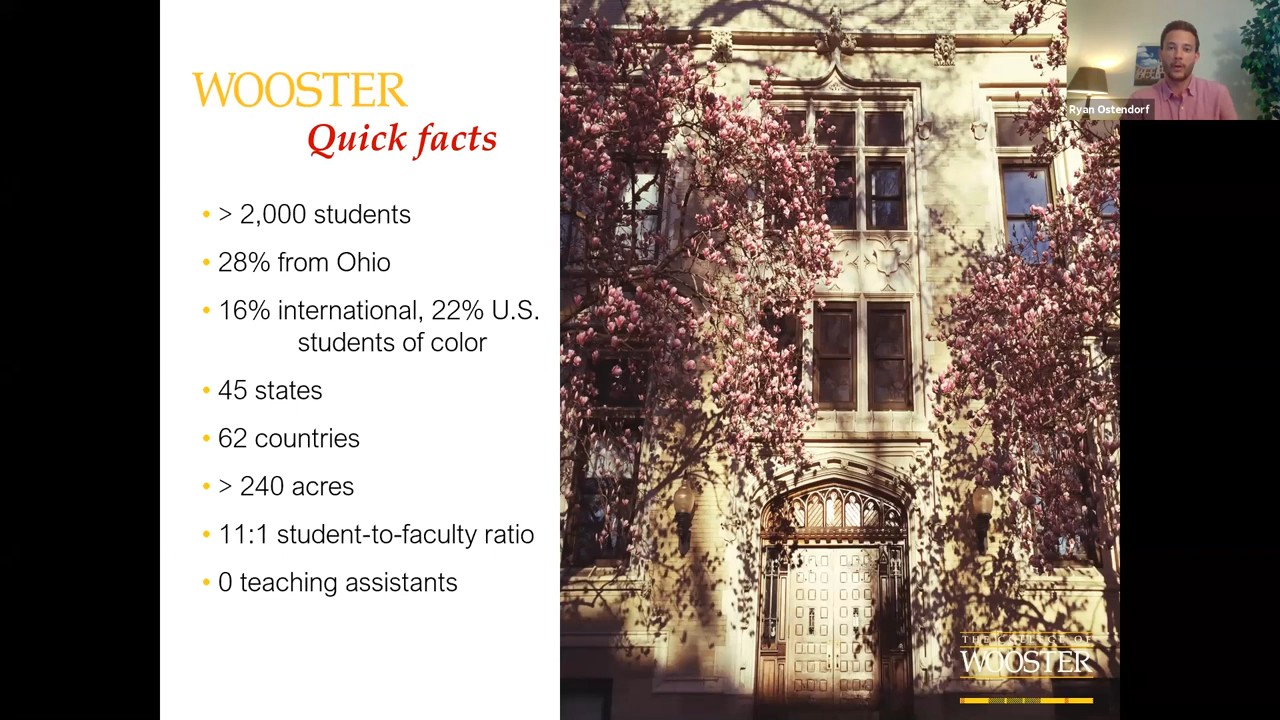 WOOSTER
Quick facts
• > 2,000 students
• 28% from Ohio
• 16% international, 22% U.S.
students of color
• 45 states
• 62 countries
• > 240 acres
• 11:1 student-to-faculty ratio
• 0 teaching assistants
Ryan Ostendorf
THE COLLEGE OF
WOOSTER